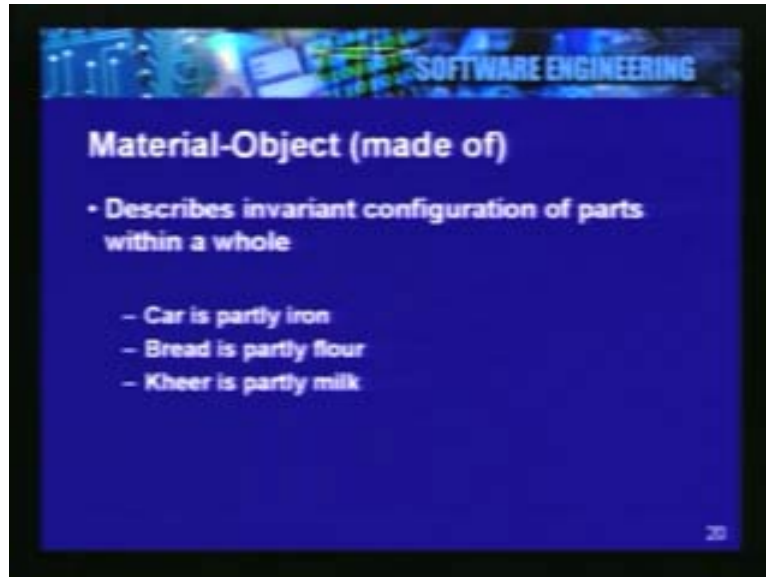 SOFTWARE ENGINEERING
Material-Object (made of)
• Describes invariant configuration of parts
within a whole
– Car is partly iron
– Bread is partly flour
– Kheer is partly milk
20